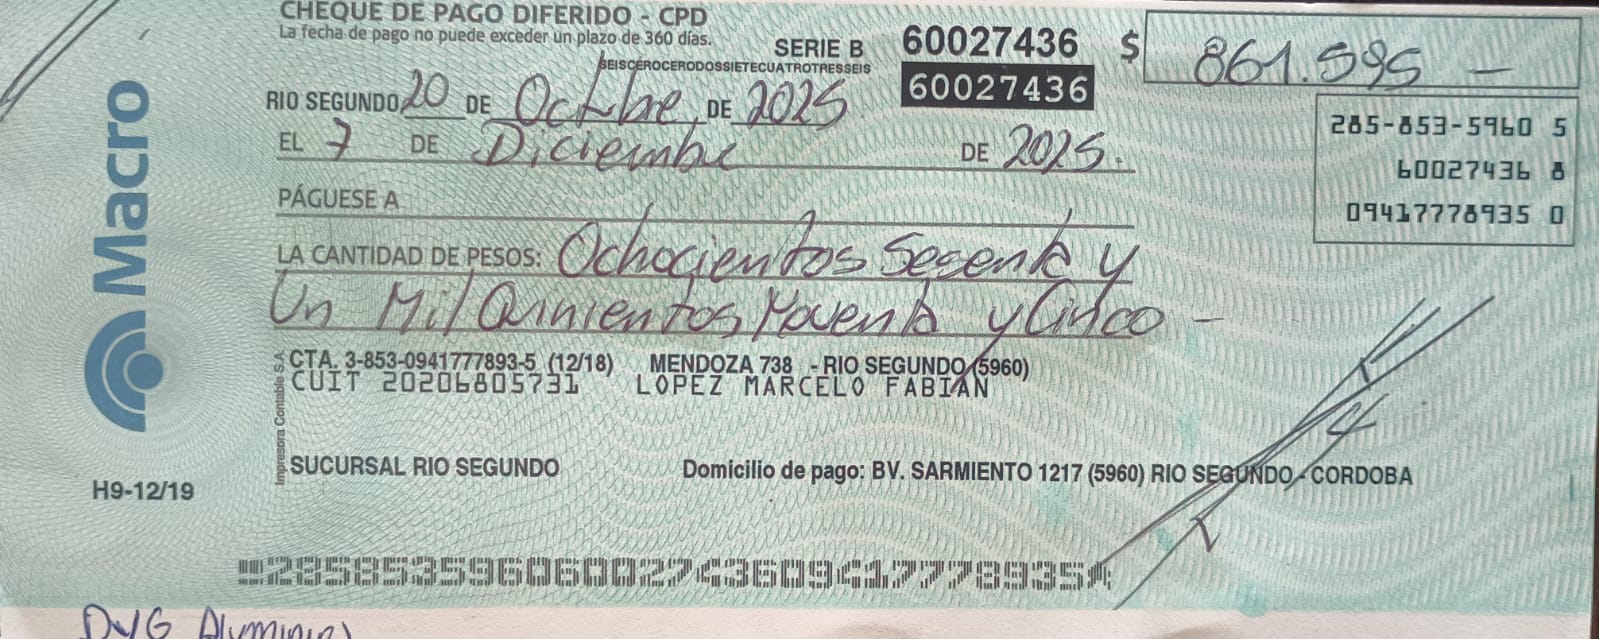 CHEQUE DE PAGO DIFERIDO - CPD
La fecha de pago no puede exceder un plazo de 360 días.
SERIE B 60027436 $ 861.595 —
SEISCEROCERODOSSIETECUATROTRESSEIS
60027436
RIO SEGUNDO 20 DE Octubre, DE 2025
285-853-5960 5
EL 7 DE Diciembre DE 2025.
60027436 8
PÁGUESE A
09417778935 0
LA CANTIDAD DE PESOS: Ochocientos Sesenta y
Un Mil Quinientos Noventa y Cinco -
CTA. 3-853-0941777893-5 (12/18) MENDOZA 738 - RIO SEGUNDO (5960)
CUIT 20206805731 LOPEZ MARCELO FABIAN
SUCURSAL RIO SEGUNDO Domicilio de pago: BV. SARMIENTO 1217 (5960) RIO SEGUNDO - CORDOBA
Impresora Contable S.A.
Macro
H9-12/19
28585359606002743609417778935
DyG Aluminios